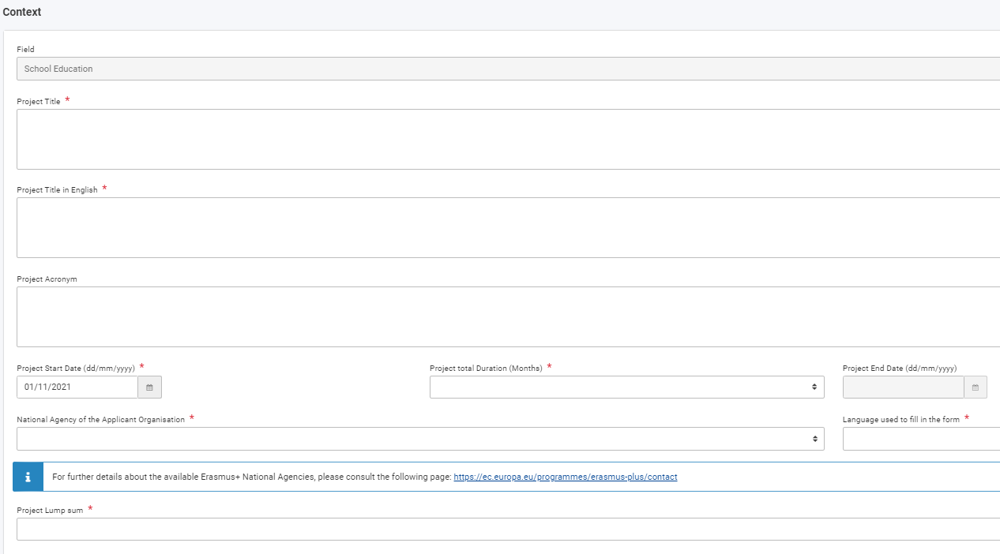 Context
Field
School Education
Project Title *
Project Title in English *
Project Acronym
Project Start Date (dd/mm/yyyy) *
Project total Duration (Months) *
Project End Date (dd/mm/yyyy)
01/11/2021
National Agency of the Applicant Organisation *
Language used to fill in the form *
For further details about the available Erasmus+ National Agencies, please consult the following page: https://ec.europa.eu/programmes/erasmus-plus/contact
Project Lump sum *